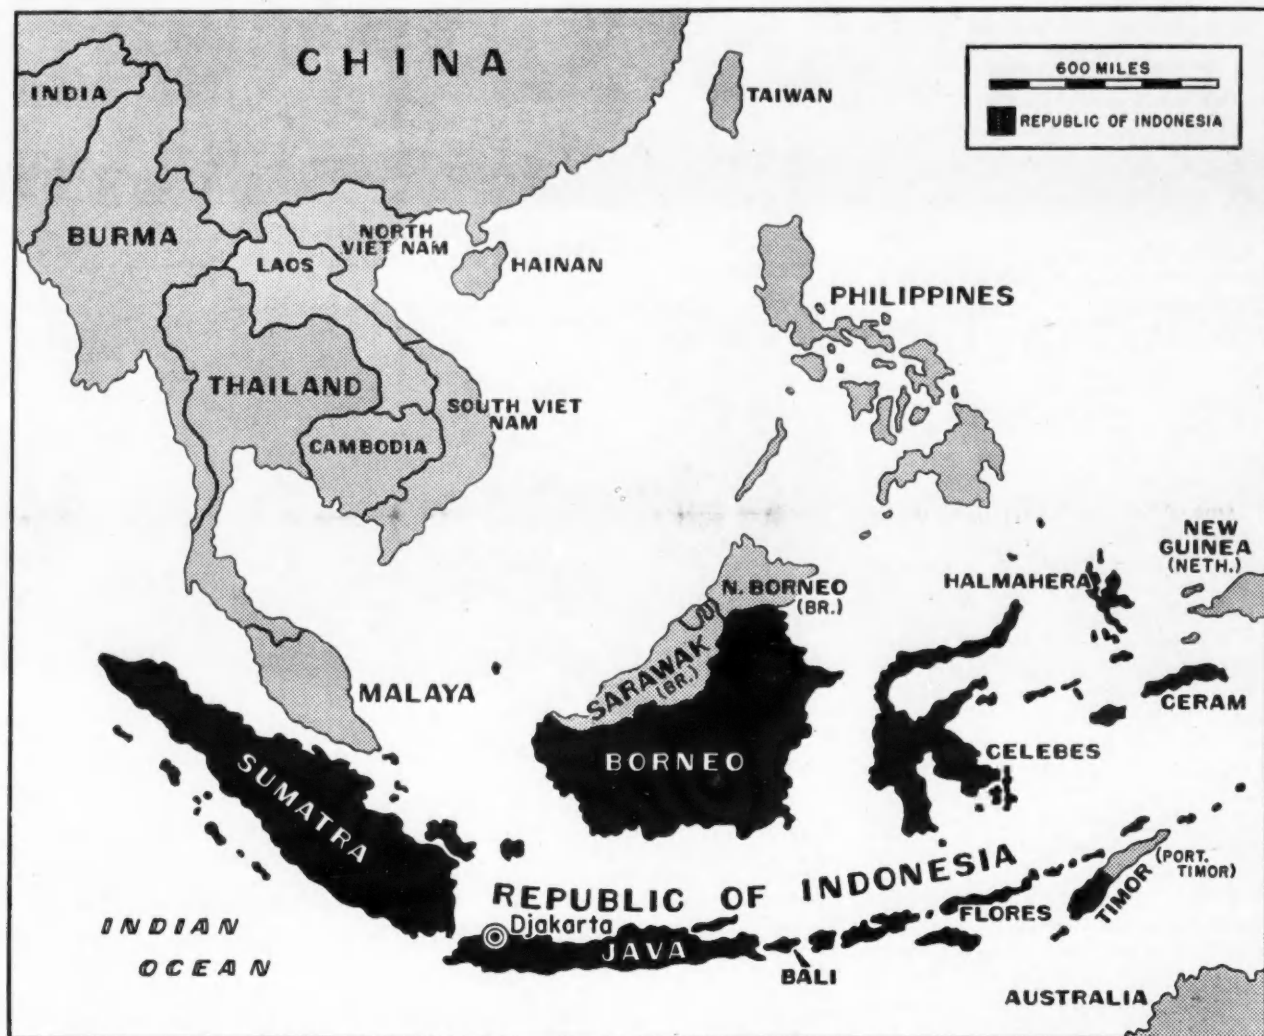 CHINA
INDIA
TAIWAN
600 MILES
REPUBLIC OF INDONESIA
BURMA
NORTH
VIET NAM
LAOS
HAINAN
PHILIPPINES
THAILAND
SOUTH VIET
NAM
CAMBODIA
NEW
GUINEA
(NETH.)
HALMAHERA
N. BORNEO
(BR.)
SARAWAK
(BR.)
MALAYA
CERAM
CELEBES
BORNEO
SUMATRA
REPUBLIC OF INDONESIA
(PORT.
TIMOR)
TIMOR
FLORES
Djakarta
JAVA
BALI
INDIAN
OCEAN
AUSTRALIA